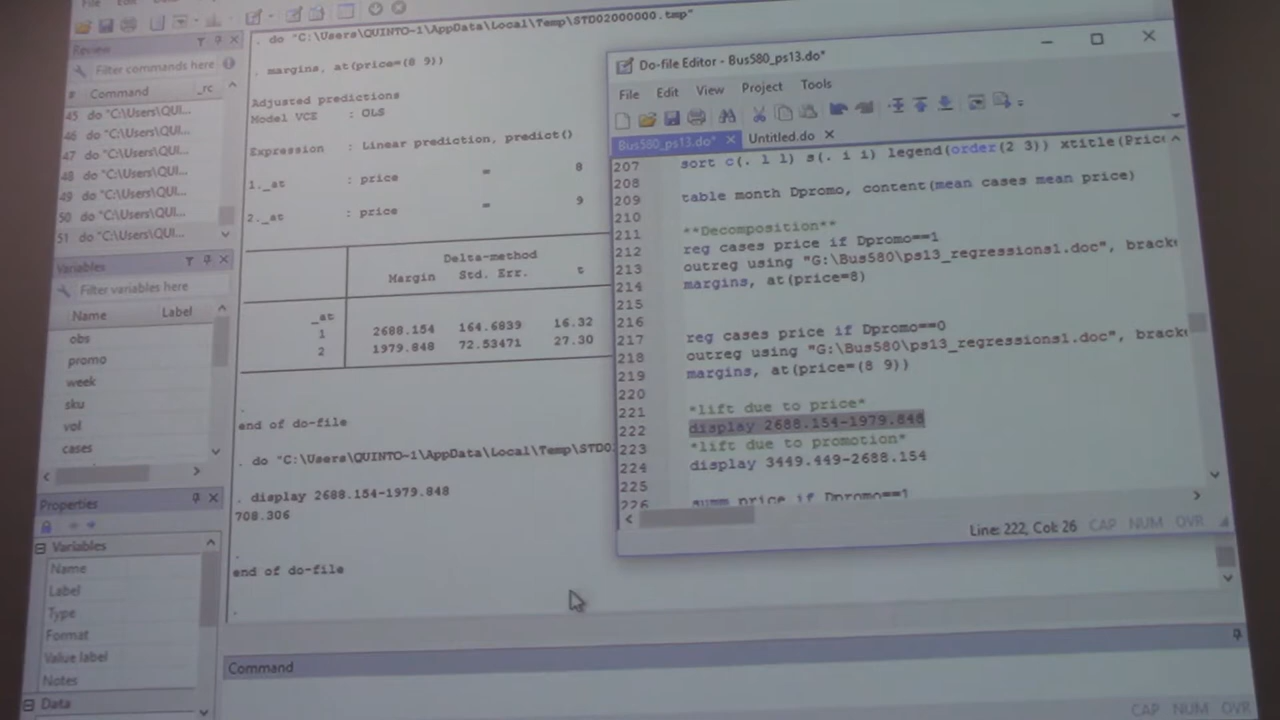 File
Edit
Review
Filter commands here
# Command _rc
45 do "C:\Users\QUI...
46 do "C:\Users\QUI...
47 do "C:\Users\QUI...
48 do "C:\Users\QUI...
49 do "C:\Users\QUI...
50 do "C:\Users\QUI...
51 do "C:\Users\QUI...
Variables
Filter variables here
Name Label
obs
promo
week
sku
vol
cases
Properties
Variables
Name
Label
Type
Format
Value label
Notes
Data
. do "C:\Users\QUINTO~1\AppData\Local\Temp\STD02000000.tmp"
. margins, at(price=(8 9))
Adjusted predictions
Model VCE : OLS
Expression : Linear prediction, predict()
1._at : price = 8
2._at : price = 9
Delta-method
Margin Std. Err. t
_at
1 2688.154 164.6839 16.32
2 1979.848 72.53471 27.30
.
end of do-file
. do "C:\Users\QUINTO~1\AppData\Local\Temp\STD0
. display 2688.154-1979.848
708.306
.
end of do-file
.
Command
Do-file Editor - Bus580_ps13.do*
File Edit View Project Tools
Bus580_ps13.do* Untitled.do
207 sort c(. l l) s(. i i) legend(order(2 3)) xtitle(Pric
208
209 table month Dpromo, content(mean cases mean price)
210
211 **Decomposition**
212 reg cases price if Dpromo==1
213 outreg using "G:\Bus580\ps13_regressions1.doc", brack
214 margins, at(price=8)
215
216
217 reg cases price if Dpromo==0
218 outreg using "G:\Bus580\ps13_regressions1.doc", brack
219 margins, at(price=(8 9))
220
221 *lift due to price*
222 display 2688.154-1979.848
223 *lift due to promotion*
224 display 3449.449-2688.154
225
226 summ price if Dpromo==1
Line: 222, Col: 26 CAP NUM OVR
CAP NUM OVR